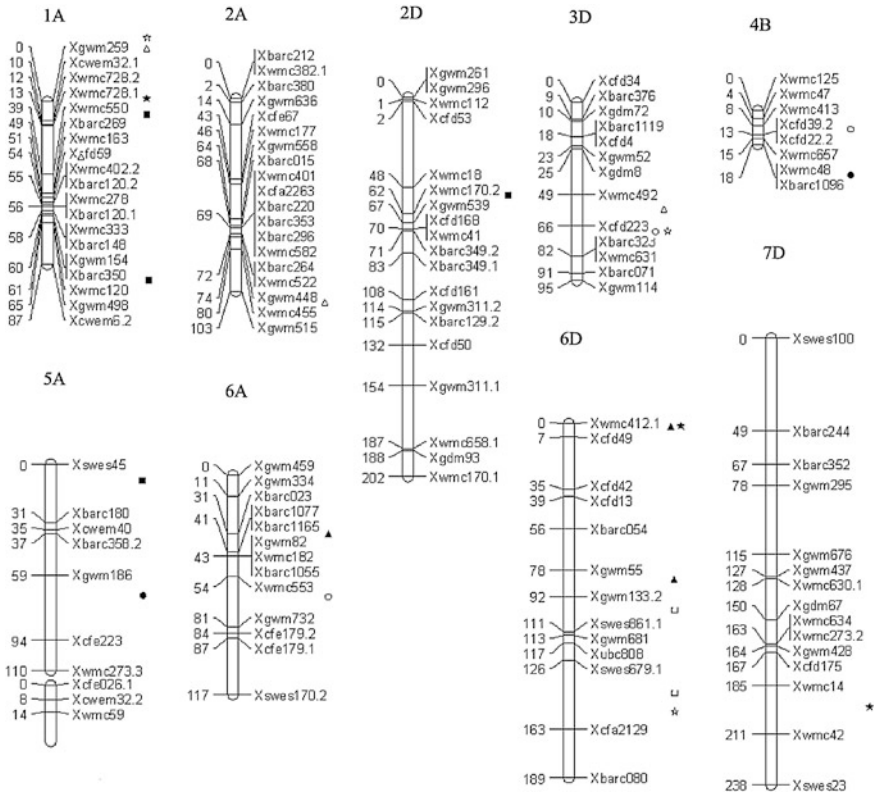 1A
0 Xgwm259
10 Xcwem32.1
12 Xwmc728.2
13 Xwmc728.1
39 Xwmc550
49 Xbarc269
51 Xwmc163
54 Xfd59
55 Xwmc402.2
Xbarc120.2
56 Xwmc278
Xbarc120.1
58 Xwmc333
Xbarc148
60 Xgwm154
Xbarc350
61 Xwmc120
65 Xgwm498
87 Xcwem6.2
2A
0 Xbarc212
Xwmc382.1
2 Xbarc380
14 Xgwm636
43 Xcfe67
46 Xwmc177
64 Xgwm558
68 Xbarc015
69 Xwmc401
Xcfa2263
Xbarc220
Xbarc353
Xbarc296
Xwmc582
72 Xbarc264
Xwmc522
74 Xgwm448
80 Xwmc455
103 Xgwm515
2D
0 Xgwm261
Xgwm296
1 Xwmc112
2 Xcfd53
48 Xwmc18
62 Xwmc170.2
67 Xgwm539
70 Xcfd168
Xwmc41
71 Xbarc349.2
83 Xbarc349.1
108 Xcfd161
114 Xgwm311.2
115 Xbarc129.2
132 Xcfd50
154 Xgwm311.1
187 Xwmc658.1
188 Xgdm93
202 Xwmc170.1
3D
0 Xcfd34
9 Xbarc376
10 Xgdm72
18 Xbarc1119
Xcfd4
23 Xgwm52
25 Xgdm8
49 Xwmc492
66 Xcfd223
82 Xbarc323
Xwmc631
91 Xbarc071
95 Xgwm114
4B
0 Xwmc125
4 Xwmc47
8 Xwmc413
13 Xcfd39.2
Xcfd22.2
15 Xwmc657
18 Xwmc48
Xbarc1096
5A
0 Xswes45
31 Xbarc180
35 Xcwem40
37 Xbarc358.2
59 Xgwm186
94 Xcfe223
110 Xwmc273.3
0 Xcfe026.1
8 Xcwem32.2
14 Xwmc59
6A
0 Xgwm459
11 Xgwm334
31 Xbarc023
41 Xbarc1077
Xbarc1165
43 Xgwm82
Xwmc182
Xbarc1055
54 Xwmc553
81 Xgwm732
84 Xcfe179.2
87 Xcfe179.1
117 Xswes170.2
6D
0 Xwmc412.1
7 Xcfd49
35 Xcfd42
39 Xcfd13
56 Xbarc054
78 Xgwm55
92 Xgwm133.2
111 Xswes861.1
113 Xgwm681
117 Xubc808
126 Xswes679.1
163 Xcfa2129
189 Xbarc080
7D
0 Xswes100
49 Xbarc244
67 Xbarc352
78 Xgwm295
115 Xgwm676
127 Xgwm437
128 Xwmc630.1
150 Xgdm67
163 Xwmc634
Xwmc273.2
164 Xgwm428
167 Xcfd175
185 Xwmc14
211 Xwmc42
238 Xswes23